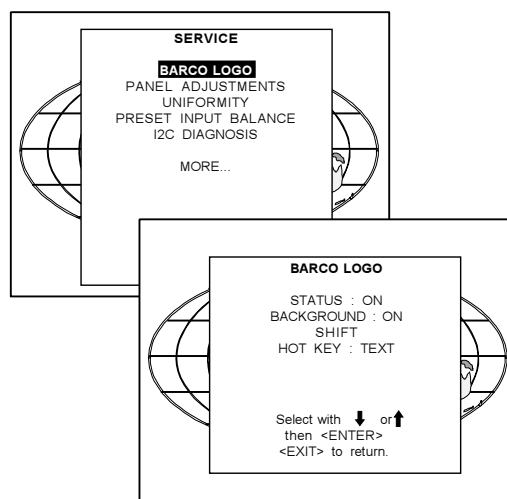 SERVICE
BARCO LOGO
PANEL ADJUSTMENTS
UNIFORMITY
PRESET INPUT BALANCE
I2C DIAGNOSIS
MORE...
BARCO LOGO
STATUS : ON
BACKGROUND : ON
SHIFT
HOT KEY : TEXT
Select with ⬇ or⬆
then <ENTER>
<EXIT> to return.